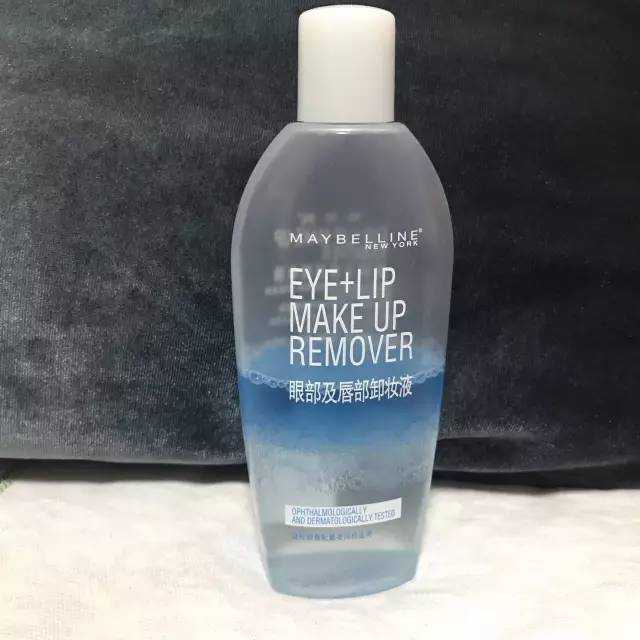 MAYBELLINE®
NEW YORK
EYE+LIP
MAKE UP
REMOVER
眼部及唇部卸妆液
OPHTHALMOLOGICALLY
AND DERMATOLOGICALLY TESTED